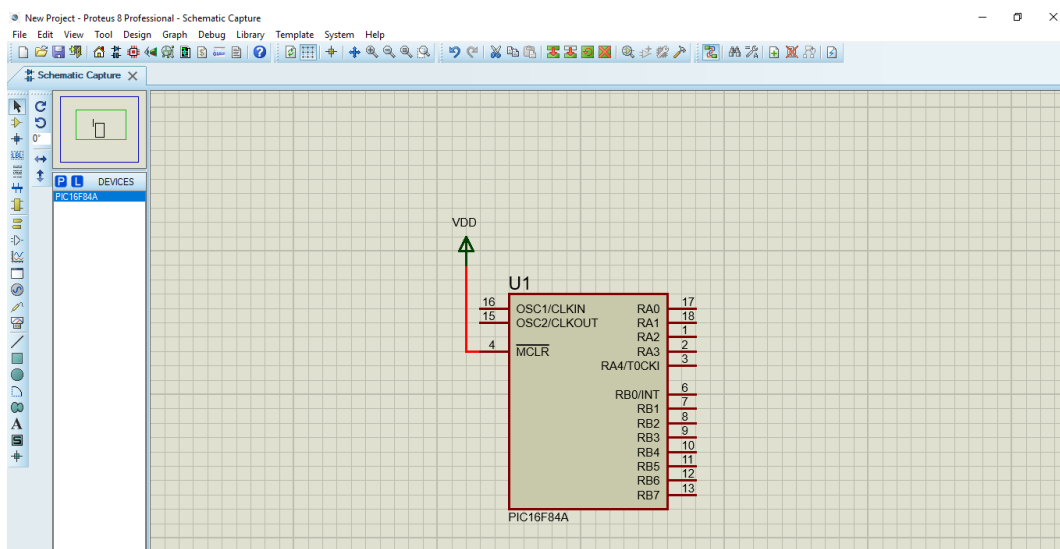 New Project - Proteus 8 Professional - Schematic Capture
File Edit View Tool Design Graph Debug Library Template System Help
Schematic Capture
0°
P L DEVICES
PIC16F84A
VDD
U1
16 OSC1/CLKIN RA0 17
15 OSC2/CLKOUT RA1 18
RA2 1
4 MCLR RA3 2
RA4/T0CKI 3
RB0/INT 6
RB1 7
RB2 8
RB3 9
RB4 10
RB5 11
RB6 12
RB7 13
PIC16F84A